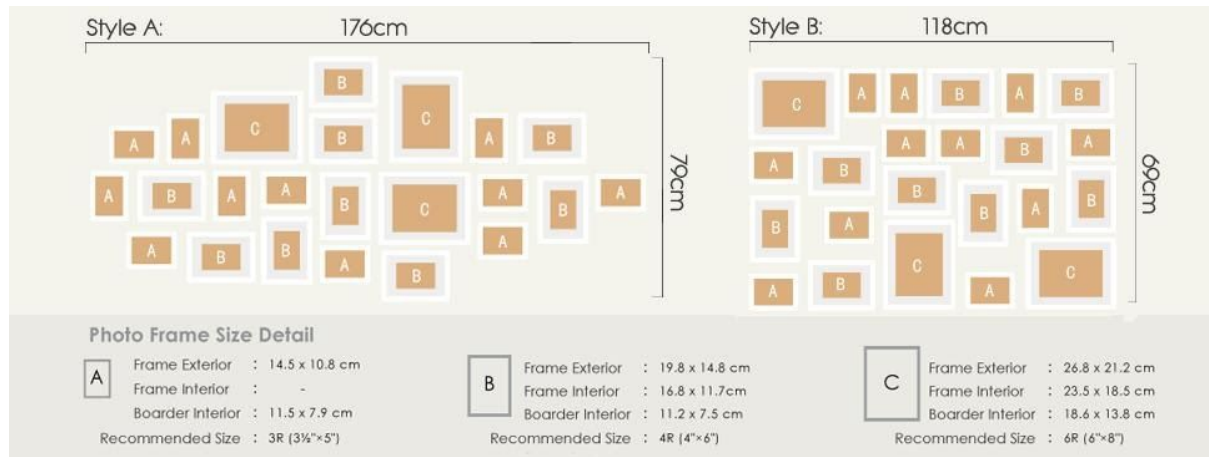 Style A: 176cm
B
A A C B C A B
A B A A B C A B A
A B B A B A
79cm
Style B: 118cm
C A A B A B
A A B A
A B B
B A B A B
A B C A C
69cm
Photo Frame Size Detail
A
Frame Exterior : 14.5 x 10.8 cm
Frame Interior : -
Boarder Interior : 11.5 x 7.9 cm
Recommended Size : 3R (3½"×5")
B
Frame Exterior : 19.8 x 14.8 cm
Frame Interior : 16.8 x 11.7cm
Boarder Interior : 11.2 x 7.5 cm
Recommended Size : 4R (4"×6")
C
Frame Exterior : 26.8 x 21.2 cm
Frame Interior : 23.5 x 18.5 cm
Boarder Interior : 18.6 x 13.8 cm
Recommended Size : 6R (6"×8")